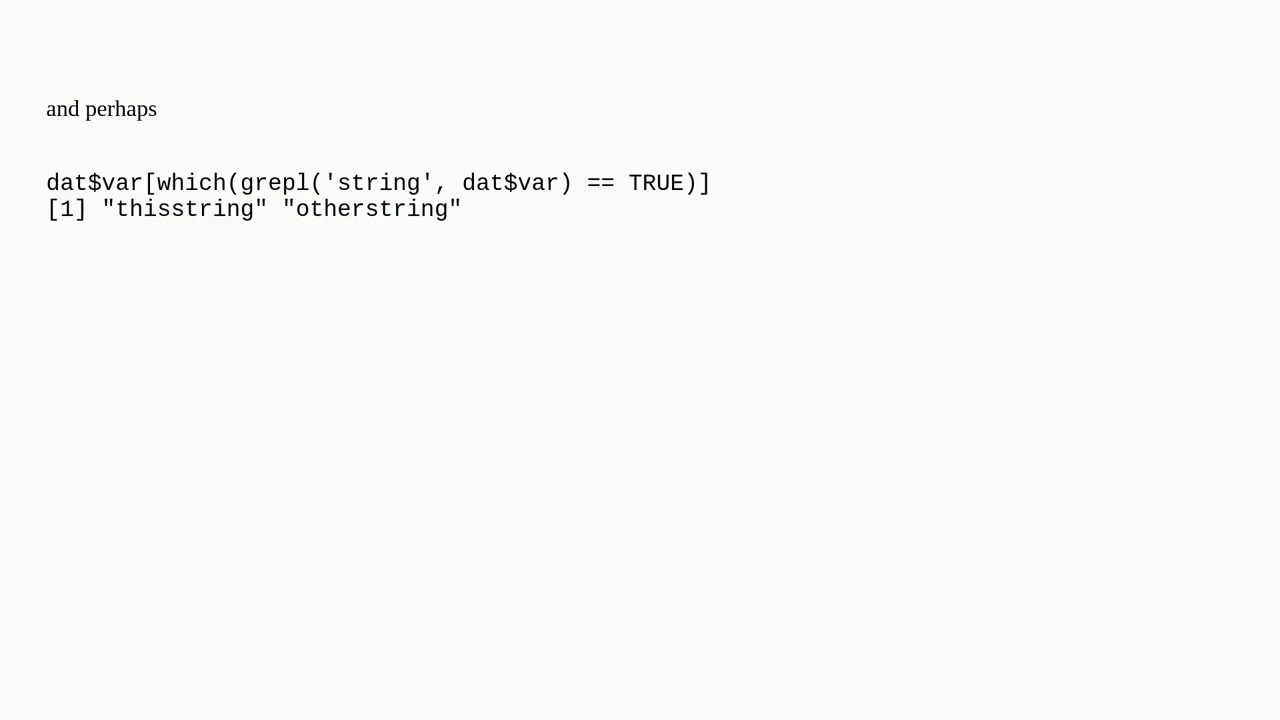 and perhaps
dat$var[which(grepl('string', dat$var) == TRUE)]
[1] "thisstring" "otherstring"